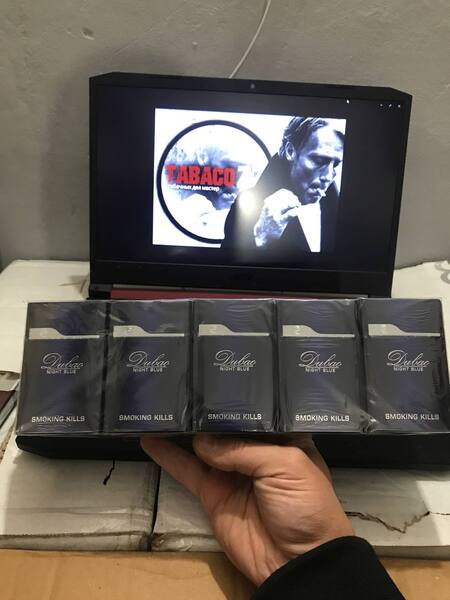 TABACO
табачных дел мастер
Dubao
NIGHT BLUE
SMOKING KILLS
Dubao
NIGHT BLUE
SMOKING KILLS
Dubao
NIGHT BLUE
SMOKING KILLS
Dubao
NIGHT BLUE
SMOKING KILLS
Dubao
NIGHT BLUE
SMOKING KILLS